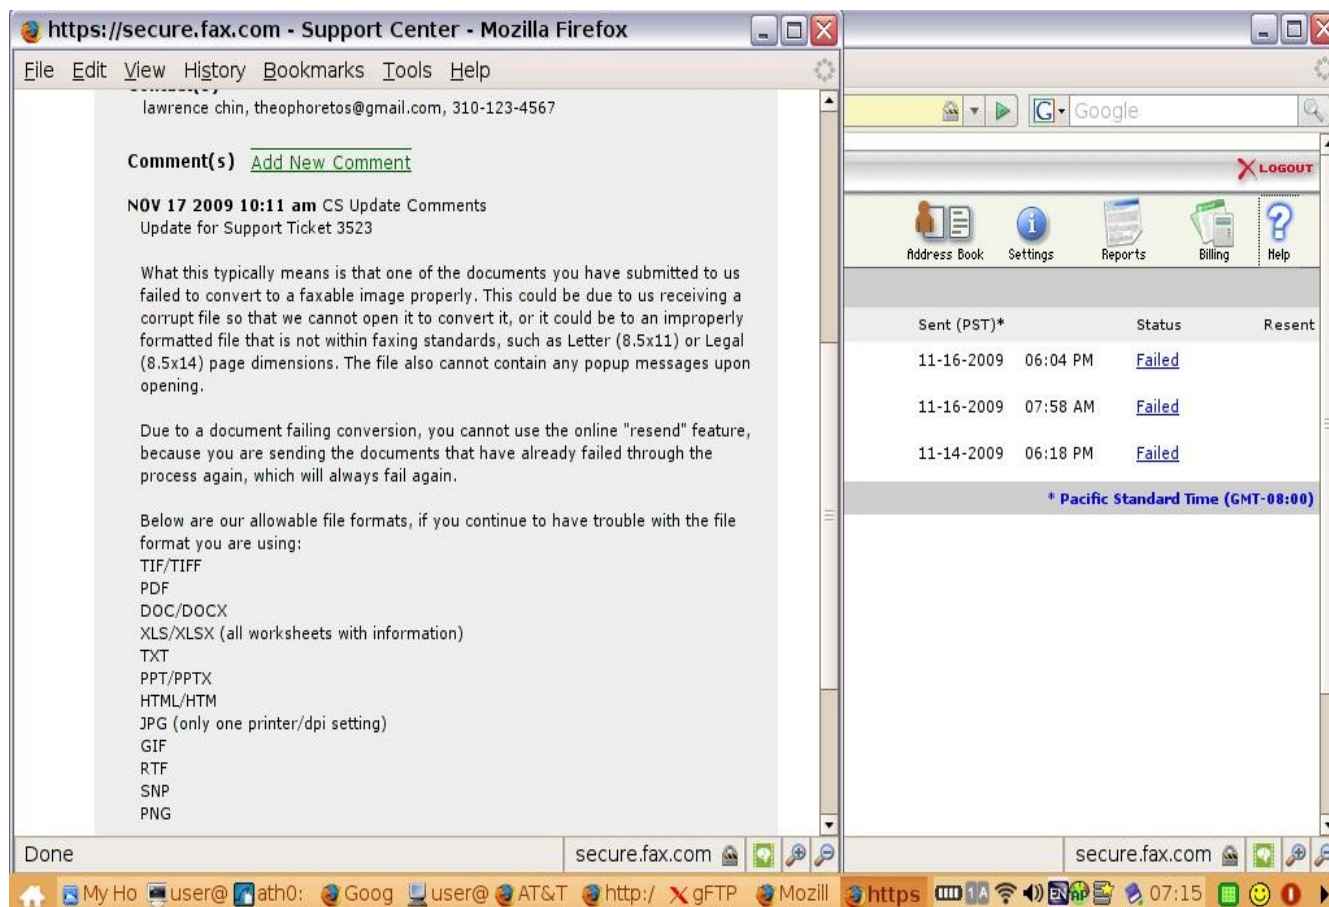 https://secure.fax.com - Support Center - Mozilla Firefox
File Edit View History Bookmarks Tools Help
lawrence chin, theophoretos@gmail.com, 310-123-4567
Comment(s) Add New Comment
NOV 17 2009 10:11 am CS Update Comments
Update for Support Ticket 3523
What this typically means is that one of the documents you have submitted to us
failed to convert to a faxable image properly. This could be due to us receiving a
corrupt file so that we cannot open it to convert it, or it could be to an improperly
formatted file that is not within faxing standards, such as Letter (8.5x11) or Legal
(8.5x14) page dimensions. The file also cannot contain any popup messages upon
opening.
Due to a document failing conversion, you cannot use the online "resend" feature,
because you are sending the documents that have already failed through the
process again, which will always fail again.
Below are our allowable file formats, if you continue to have trouble with the file
format you are using:
TIF/TIFF
PDF
DOC/DOCX
XLS/XLSX (all worksheets with information)
TXT
PPT/PPTX
HTML/HTM
JPG (only one printer/dpi setting)
GIF
RTF
SNP
PNG
Done secure.fax.com
G Google
LOGOUT
Address Book Settings Reports Billing Help
Sent (PST)* Status Resent
11-16-2009 06:04 PM Failed
11-16-2009 07:58 AM Failed
11-14-2009 06:18 PM Failed
* Pacific Standard Time (GMT-08:00)
secure.fax.com
My Ho user@ ath0: Goog user@ AT&T http:/ gFTP Mozill https 1A EN 07:15